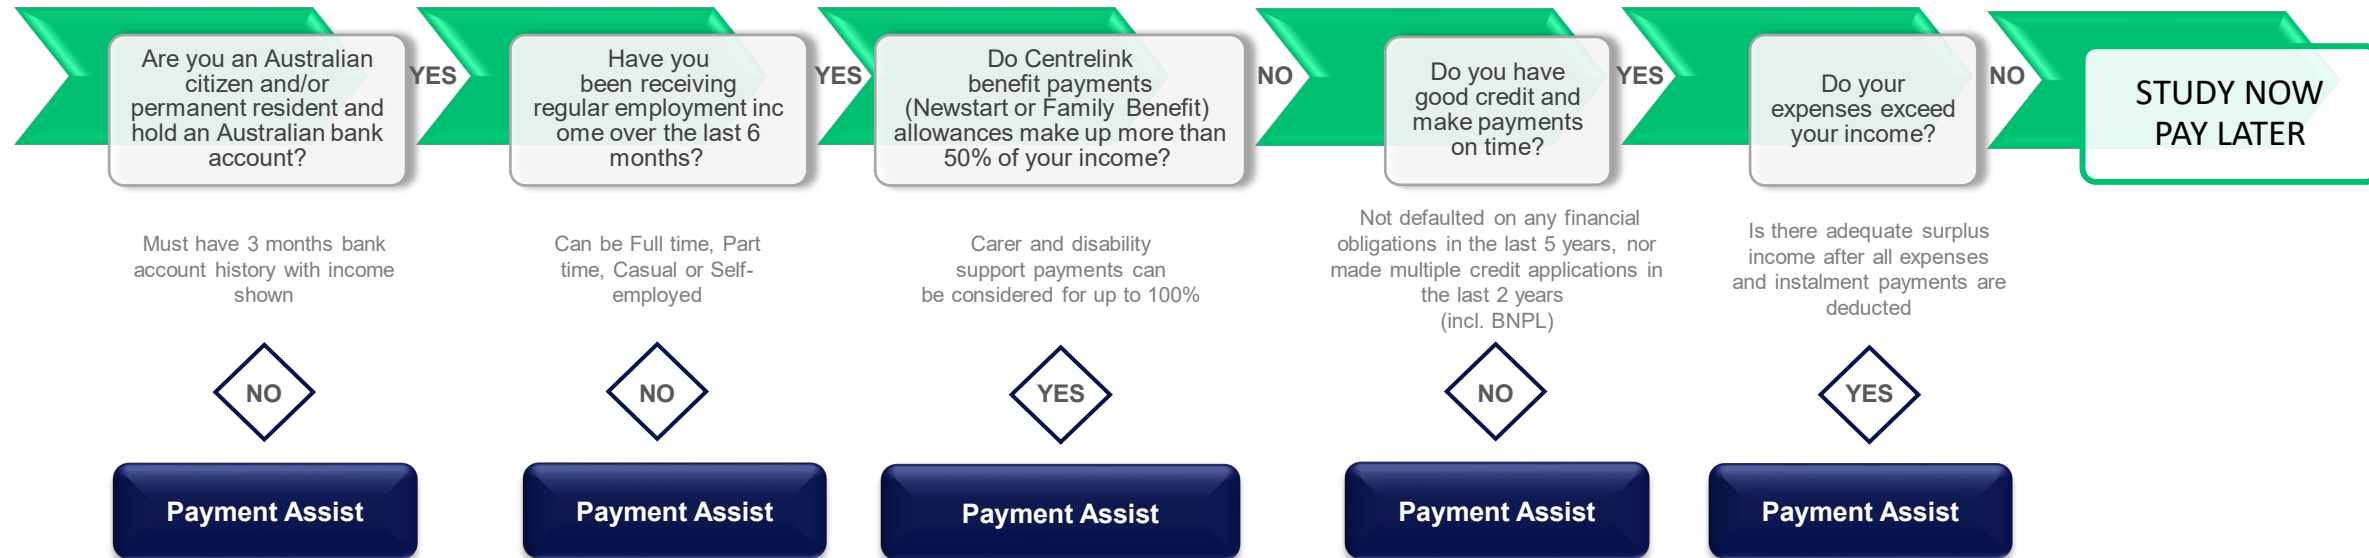 Are you an Australian
citizen and/or
permanent resident and
hold an Australian bank
account?
YES
Have you
been receiving
regular employment inc
ome over the last 6
months?
YES
Do Centrelink
benefit payments
(Newstart or Family Benefit)
allowances make up more than
50% of your income?
NO
Do you have
good credit and
make payments
on time?
YES
Do your
expenses exceed
your income?
NO
STUDY NOW
PAY LATER
Must have 3 months bank
account history with income
shown
Can be Full time, Part
time, Casual or Self-
employed
Carer and disability
support payments can
be considered for up to 100%
Not defaulted on any financial
obligations in the last 5 years, nor
made multiple credit applications in
the last 2 years
(incl. BNPL)
Is there adequate surplus
income after all expenses
and instalment payments are
deducted
NO
NO
YES
NO
YES
Payment Assist
Payment Assist
Payment Assist
Payment Assist
Payment Assist